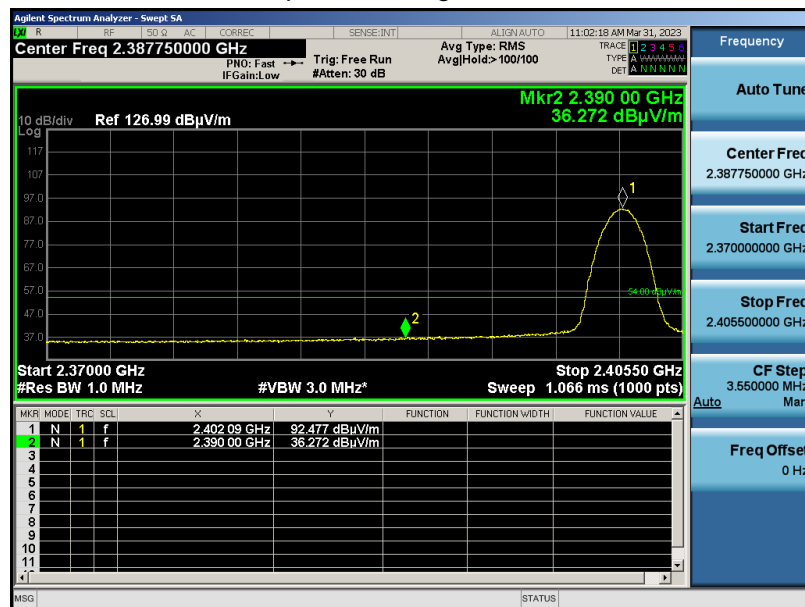 Agilent Spectrum Analyzer - Swept SA
LXI R RF 50 Ω AC CORREC SENSE:INT ALIGN AUTO 11:02:18 AM Mar 31, 2023
Center Freq 2.387750000 GHz
PNO: Fast
IFGain:Low
Trig: Free Run
#Atten: 30 dB
Avg Type: RMS
Avg|Hold:>100/100
TRACE 1 2 3 4 5 6
TYPE A WWWWW
DET A N N N N N
Mkr2 2.390 00 GHz
36.272 dBµV/m
10 dB/div Ref 126.99 dBµV/m
Log
117
107
97.0
87.0
77.0
67.0
57.0
47.0
37.0
1
2
54.00 dBµV/m
Start 2.37000 GHz Stop 2.40550 GHz
#Res BW 1.0 MHz #VBW 3.0 MHz* Sweep 1.066 ms (1000 pts)
MKR MODE TRC SCL X Y FUNCTION FUNCTION WIDTH FUNCTION VALUE
1 N 1 f 2.402 09 GHz 92.477 dBµV/m
2 N 1 f 2.390 00 GHz 36.272 dBµV/m
3
4
5
6
7
8
9
10
11
MSG STATUS
Frequency
Auto Tune
Center Freq
2.387750000 GHz
Start Freq
2.370000000 GHz
Stop Freq
2.405500000 GHz
CF Step
3.550000 MHz
Auto Man
Freq Offset
0 Hz